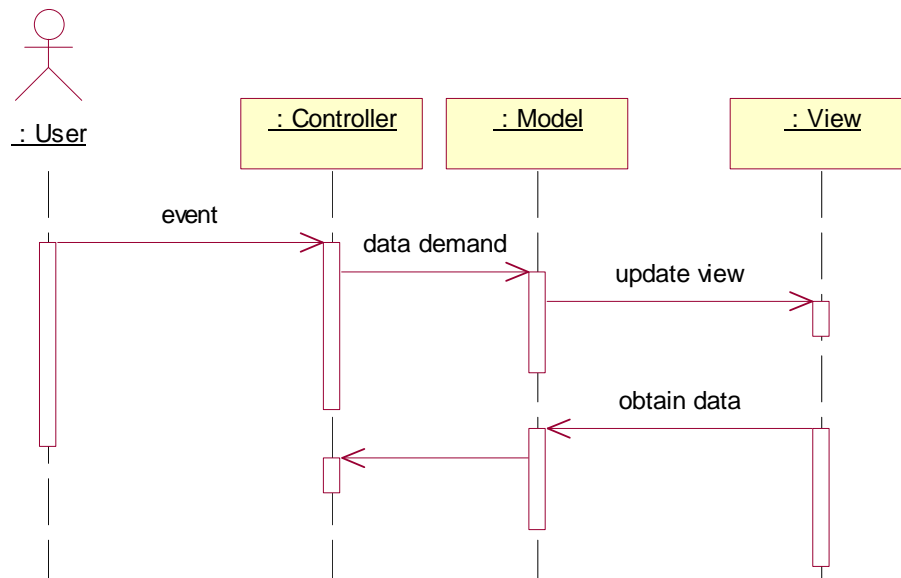 : User
: Controller
: Model
: View
event
data demand
update view
obtain data